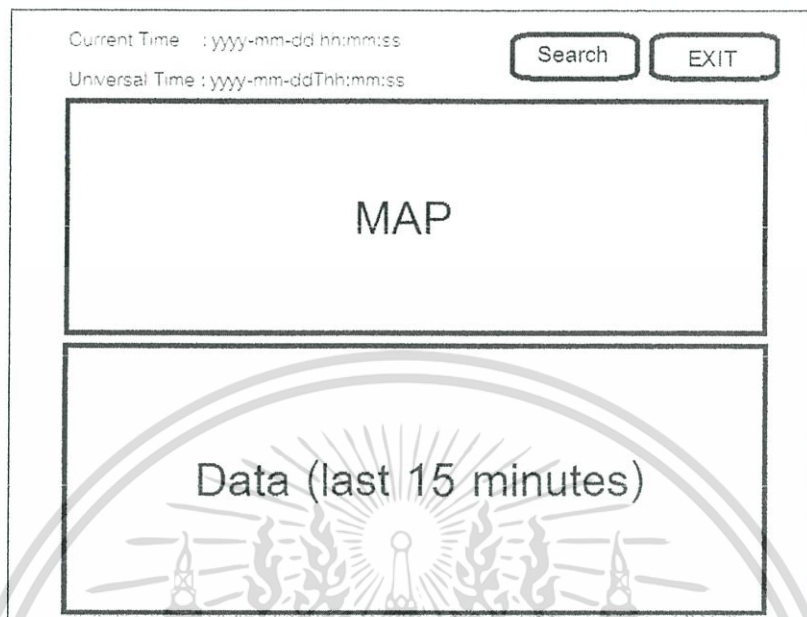 Current Time : yyyy-mm-dd hh:mm:ss
Search
EXIT
Universal Time : yyyy-mm-ddThh:mm:ss
MAP
Data (last 15 minutes)